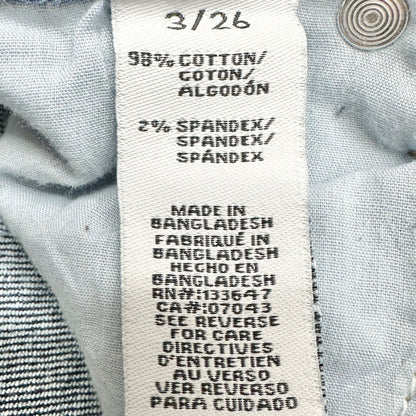 3/26
98% COTTON/
COTON/
ALGODÓN
2% SPANDEX/
SPANDEX/
SPÁNDEX
MADE IN
BANGLADESH
FABRIQUÉ IN
BANGLADESH
HECHO EN
BANGLADESH
RN#:133647
CA#:07043
SEE REVERSE
FOR CARE
DIRECTIVES
D'ENTRETIEN
AU VERSO
VER REVERSO
PARA CUIDADO